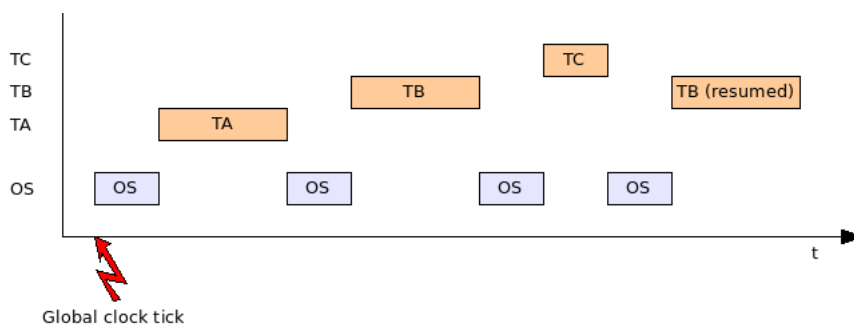 TC
TC
TB
TB
TB (resumed)
TA
TA
OS
OS
OS
OS
OS
t
Global clock tick